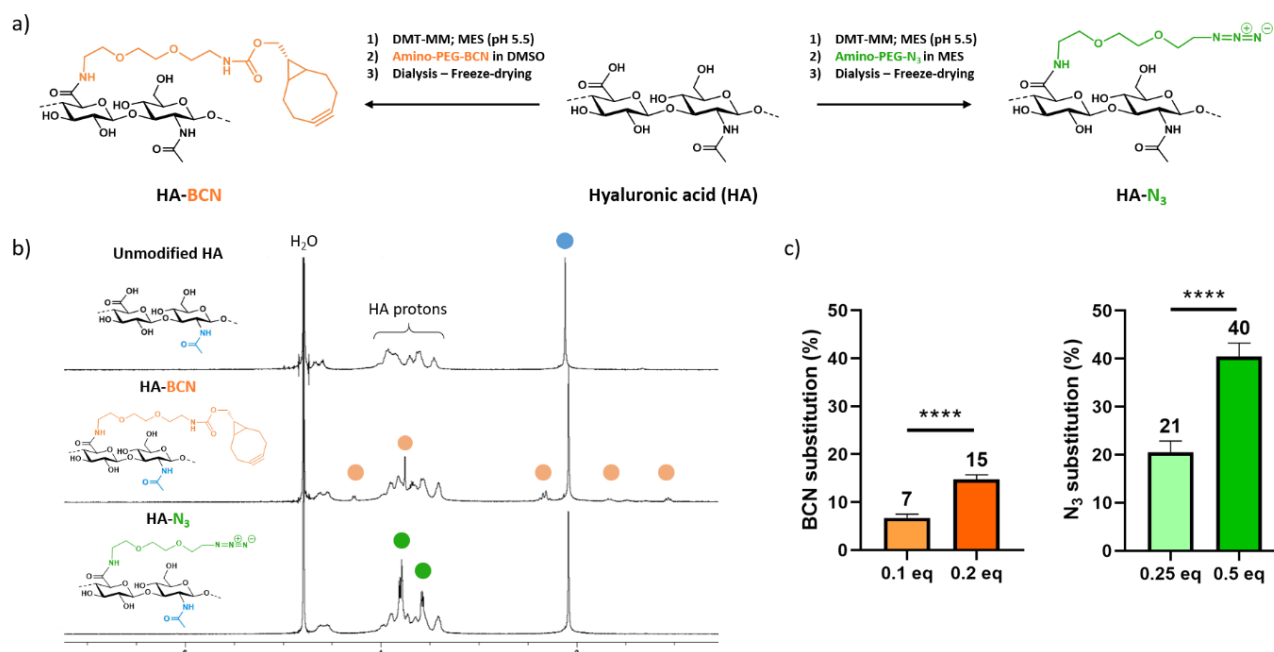 a)
1) DMT-MM; MES (pH 5.5)
2) Amino-PEG-BCN in DMSO
3) Dialysis – Freeze-drying
1) DMT-MM; MES (pH 5.5)
2) Amino-PEG-N₃ in MES
3) Dialysis – Freeze-drying
HA-BCN
Hyaluronic acid (HA)
HA-N₃
b)
Unmodified HA
H₂O
HA protons
HA-BCN
HA-N₃
c)
BCN substitution (%)
50
40
30
20
10
0
****
7
15
0.1 eq
0.2 eq
N₃ substitution (%)
50
40
30
20
10
0
****
21
40
0.25 eq
0.5 eq